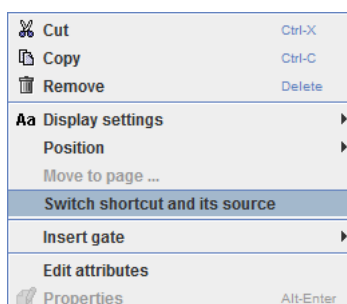 Cut Ctrl-X
Copy Ctrl-C
Remove Delete
Aa Display settings
Position
Move to page ...
Switch shortcut and its source
Insert gate
Edit attributes
Properties Alt-Enter